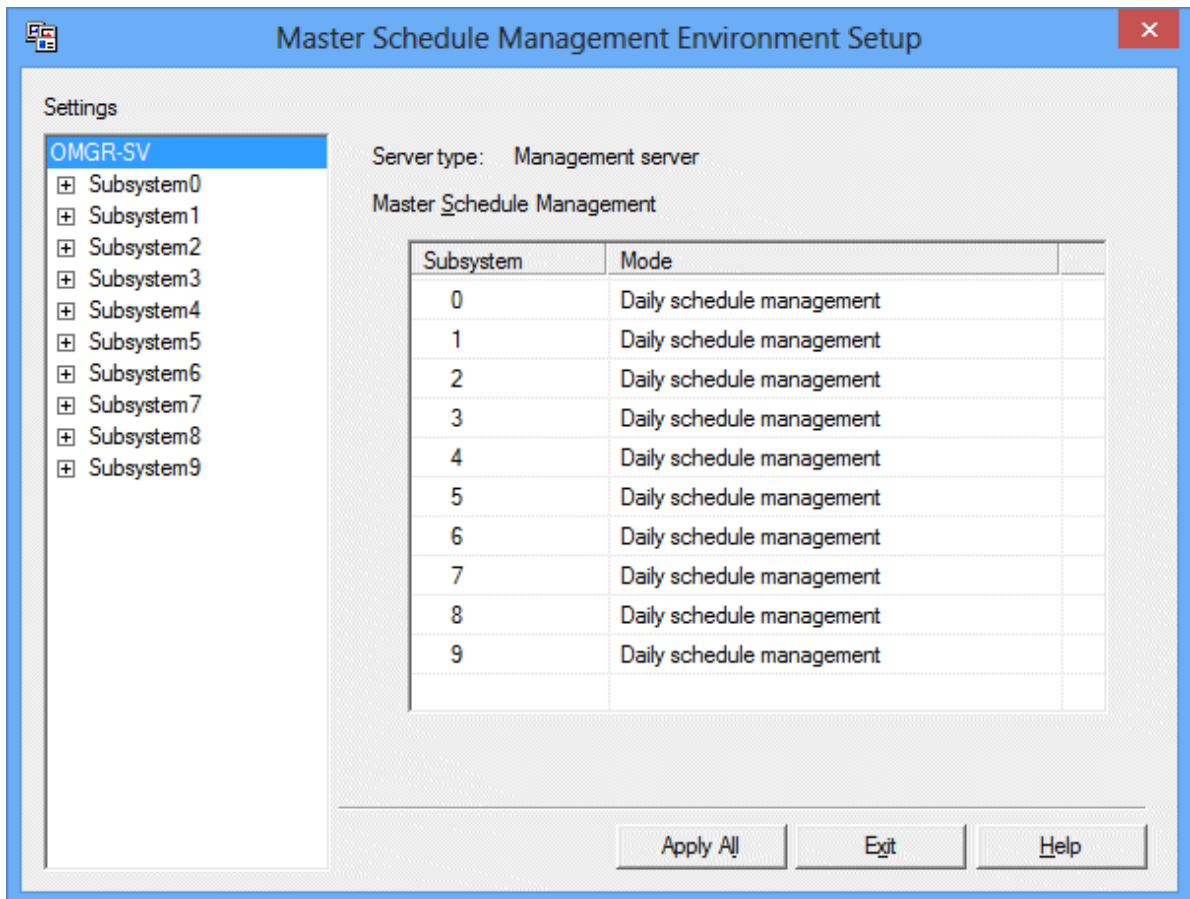 Master Schedule Management Environment Setup
Settings
OMGR-SV
Subsystem0
Subsystem1
Subsystem2
Subsystem3
Subsystem4
Subsystem5
Subsystem6
Subsystem7
Subsystem8
Subsystem9
Server type: Management server
Master Schedule Management
Subsystem Mode
0 Daily schedule management
1 Daily schedule management
2 Daily schedule management
3 Daily schedule management
4 Daily schedule management
5 Daily schedule management
6 Daily schedule management
7 Daily schedule management
8 Daily schedule management
9 Daily schedule management
Apply All Exit Help